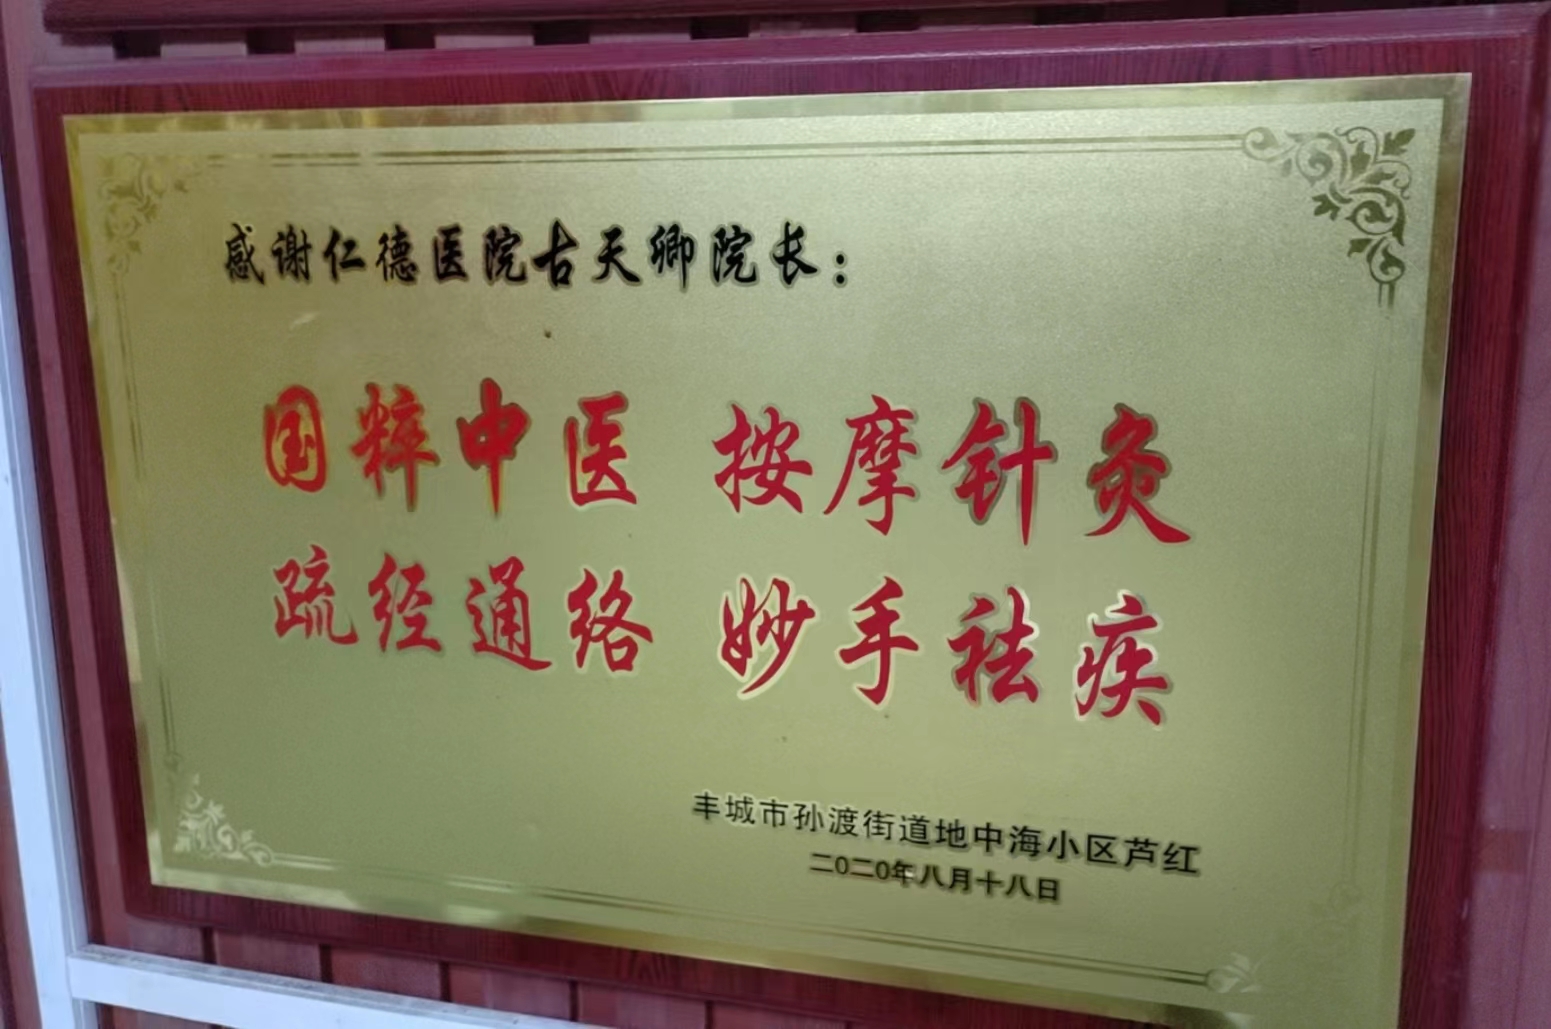 感谢仁德医院古天卿院长：
国粹中医 按摩针灸
疏经通络 妙手祛疾
丰城市孙渡街道地中海小区芦红
二0二0年八月十八日